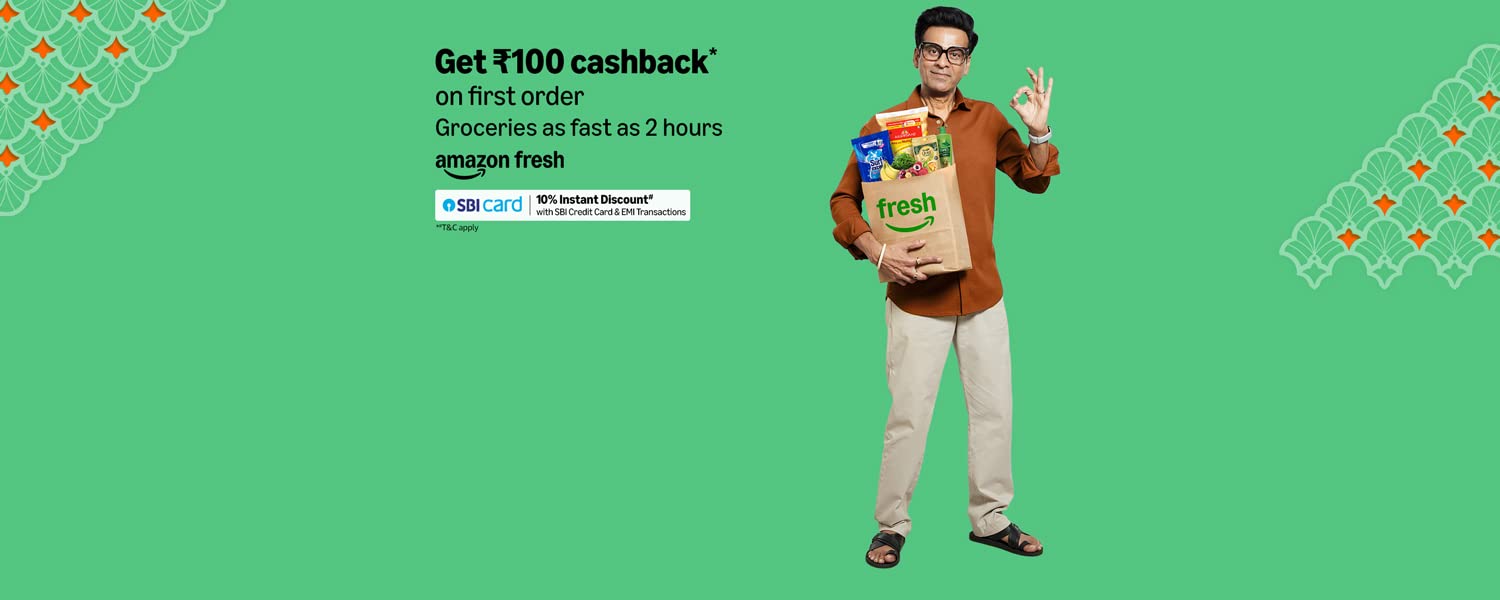 Get ₹100 cashback*
on first order
Groceries as fast as 2 hours
amazon fresh
SBI card
10% Instant Discount#
with SBI Credit Card & EMI Transactions
*#T&C apply
fresh